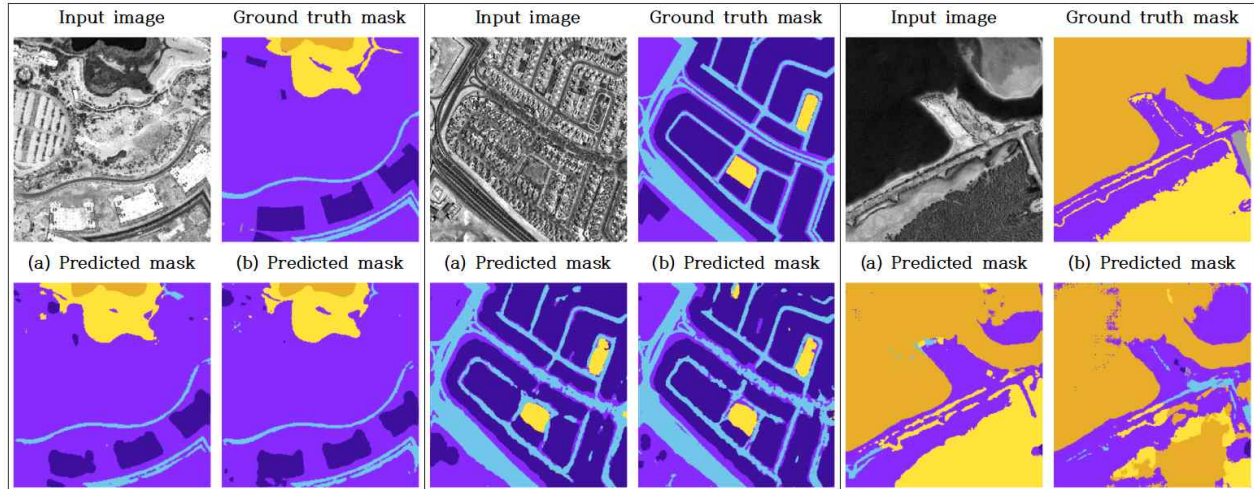 Input image Ground truth mask Input image Ground truth mask Input image Ground truth mask
(a) Predicted mask (b) Predicted mask (a) Predicted mask (b) Predicted mask (a) Predicted mask (b) Predicted mask